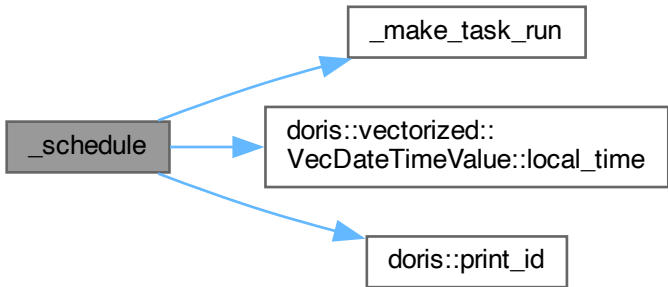 _make_task_run
_schedule
doris::vectorized::
VecDateTimeValue::local_time
doris::print_id